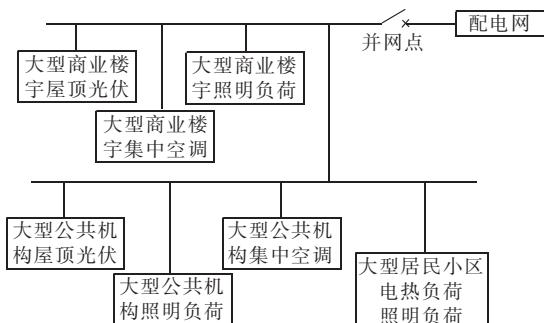 配电网
并网点
大型商业楼
宇屋顶光伏
大型商业楼
宇照明负荷
大型商业楼
宇集中空调
大型公共机
构屋顶光伏
大型公共机
构集中空调
大型公共机
构照明负荷
大型居民小区
电热负荷
照明负荷